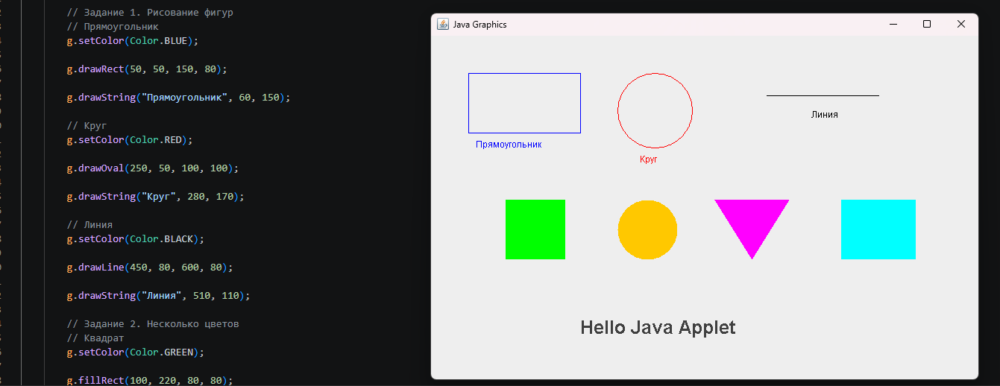 // Задание 1. Рисование фигур
// Прямоугольник
g.setColor(Color.BLUE);
g.drawRect(50, 50, 150, 80);
g.drawString("Прямоугольник", 60, 150);
// Круг
g.setColor(Color.RED);
g.drawOval(250, 50, 100, 100);
g.drawString("Круг", 280, 170);
// Линия
g.setColor(Color.BLACK);
g.drawLine(450, 80, 600, 80);
g.drawString("Линия", 510, 110);
// Задание 2. Несколько цветов
// Квадрат
g.setColor(Color.GREEN);
g.fillRect(100, 220, 80, 80);
Java Graphics
Линия
Прямоугольник
Круг
Hello Java Applet